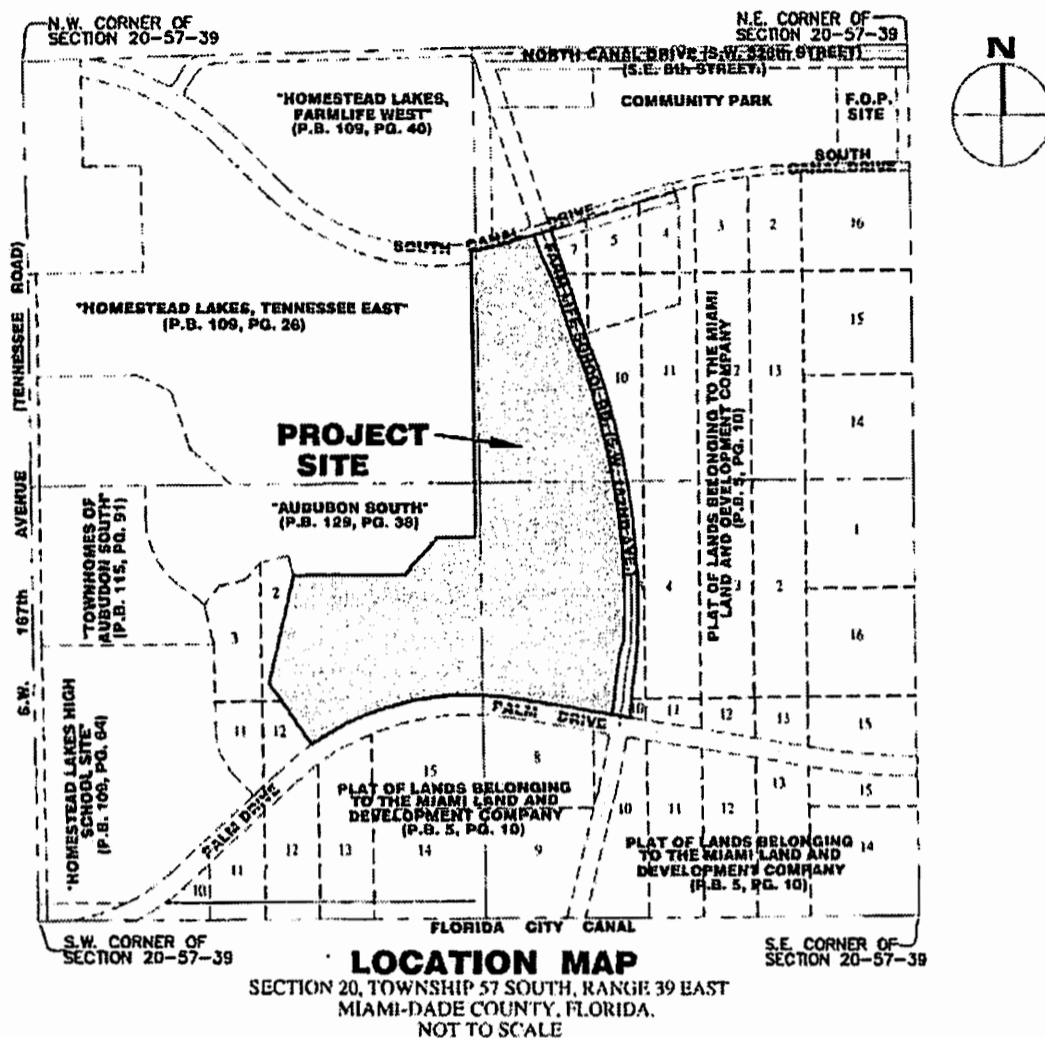 N.W. CORNER OF
SECTION 20-57-39
N.E. CORNER OF
SECTION 20-57-39
N
NORTH CANAL DRIVE (S.W. 328th STREET)
(S.E. 8th STREET)
"HOMESTEAD LAKES,
FARMLIFE WEST"
(P.B. 109, PG. 40)
COMMUNITY PARK
F.O.P.
SITE
SOUTH
CANAL DRIVE
SOUTH CANAL DRIVE
7
5
4
3
2
16
"HOMESTEAD LAKES, TENNESSEE EAST"
(P.B. 109, PG. 26)
S.W. 167th AVENUE (TENNESSEE ROAD)
FARM LIFE SCHOOL RD. (S.W. 162ND AVE.)
10
11
12
13
15
14
PLAT OF LANDS BELONGING TO THE MIAMI
LAND AND DEVELOPMENT COMPANY
(P.B. 5, PG. 10)
PROJECT
SITE
"AUDUBON SOUTH"
(P.B. 129, PG. 38)
"TOWNHOMES OF
AUBUDON SOUTH"
(P.B. 115, PG. 91)
2
3
4
3
2
1
16
"HOMESTEAD LAKES HIGH
SCHOOL SITE"
(P.B. 109, PG. 64)
11
12
PALM DRIVE
10
11
12
13
15
PALM DRIVE
15
8
PLAT OF LANDS BELONGING
TO THE MIAMI LAND AND
DEVELOPMENT COMPANY
(P.B. 5, PG. 10)
10
11
12
13
14
9
10
11
12
13
15
14
PLAT OF LANDS BELONGING
TO THE MIAMI LAND AND
DEVELOPMENT COMPANY
(P.B. 5, PG. 10)
FLORIDA CITY CANAL
S.W. CORNER OF
SECTION 20-57-39
S.E. CORNER OF
SECTION 20-57-39
LOCATION MAP
SECTION 20, TOWNSHIP 57 SOUTH, RANGE 39 EAST
MIAMI-DADE COUNTY, FLORIDA.
NOT TO SCALE